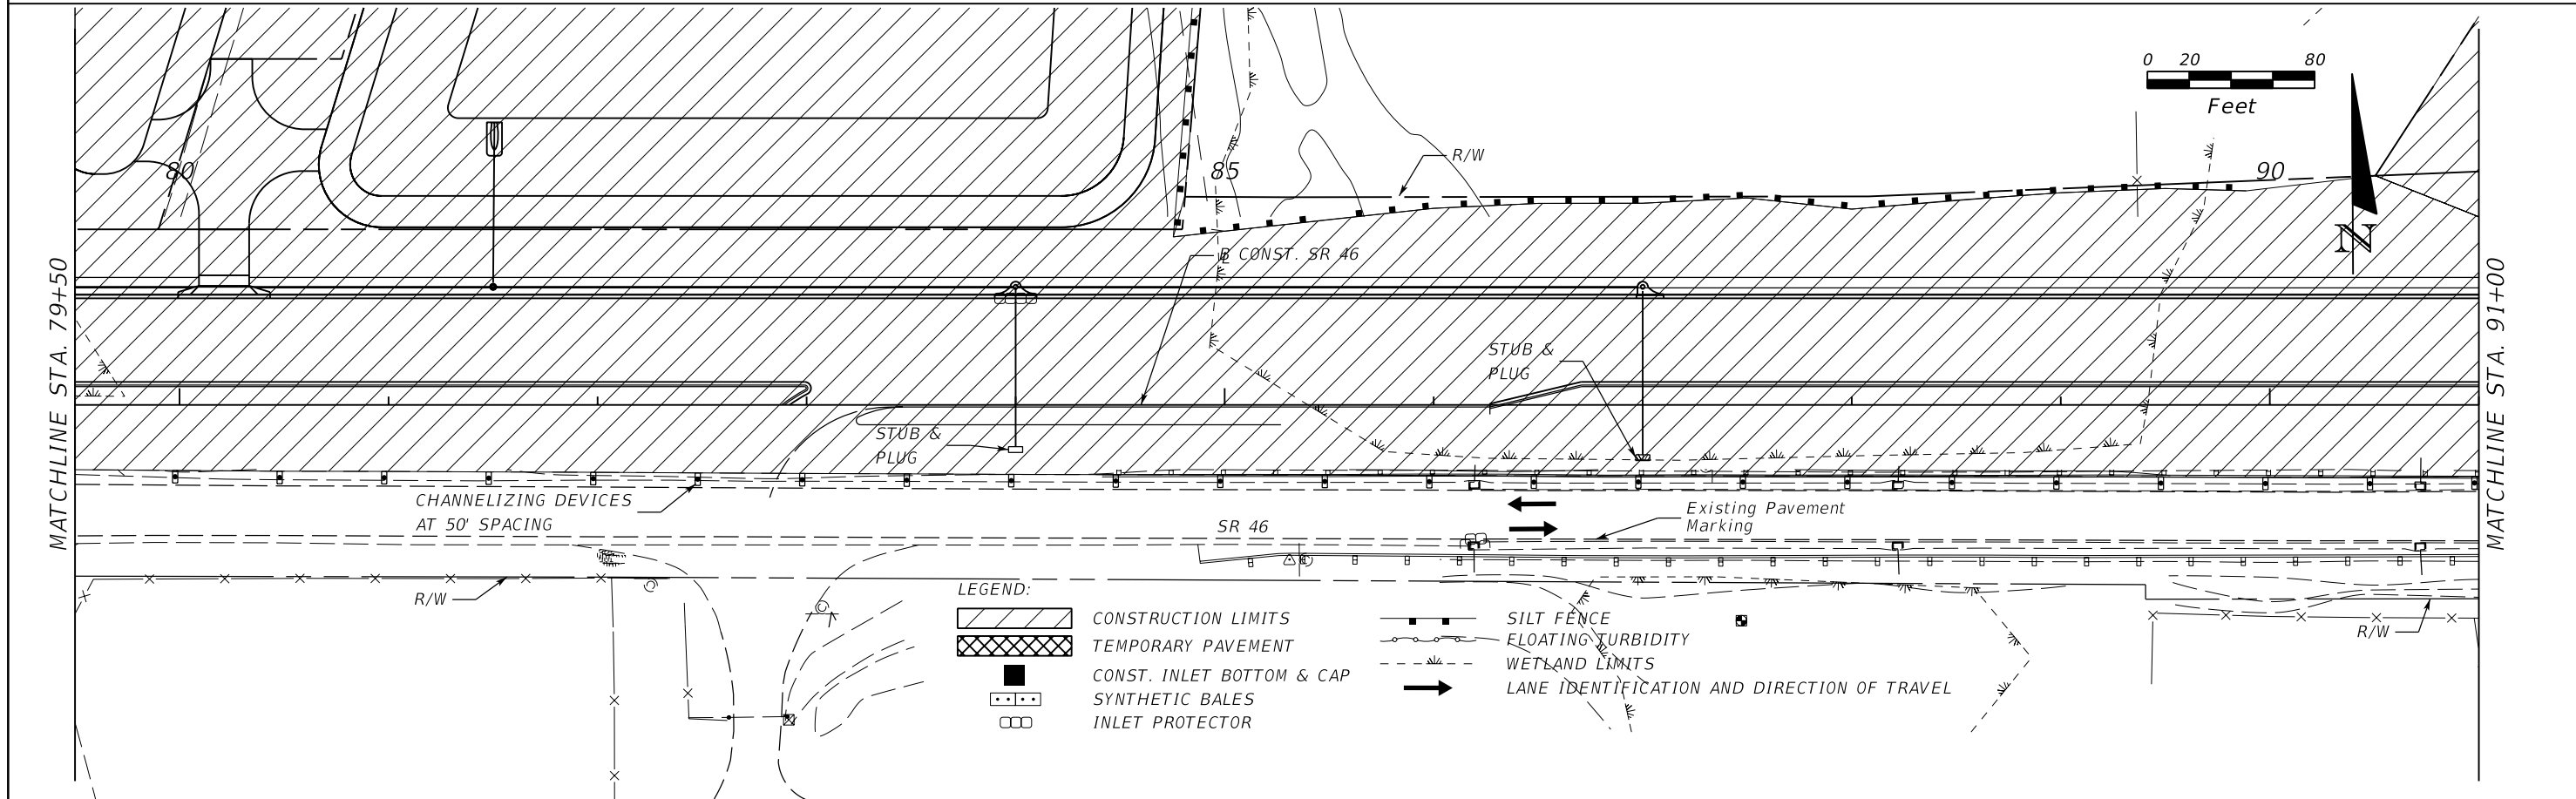 0 20 80
Feet
R/W
80
85
90
N
B CONST. SR 46
MATCHLINE STA. 79+50
MATCHLINE STA. 91+00
STUB &
PLUG
STUB &
PLUG
CHANNELIZING DEVICES
AT 50' SPACING
SR 46
Existing Pavement
Marking
R/W
R/W
LEGEND:
CONSTRUCTION LIMITS
TEMPORARY PAVEMENT
CONST. INLET BOTTOM & CAP
SYNTHETIC BALES
INLET PROTECTOR
SILT FENCE
FLOATING TURBIDITY
WETLAND LIMITS
LANE IDENTIFICATION AND DIRECTION OF TRAVEL